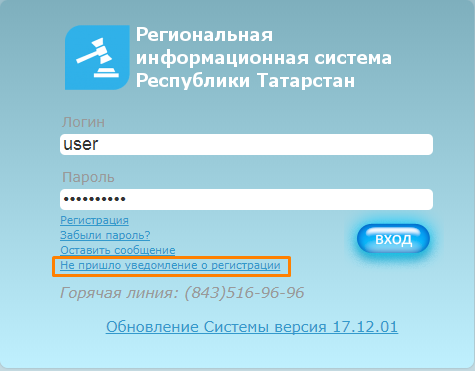 Региональная
информационная система
Республики Татарстан
Логин
user
Пароль
••••••••••
Регистрация
Забыли пароль?
ВХОД
Оставить сообщение
Не пришло уведомление о регистрации
Горячая линия: (843)516-96-96
Обновление Системы версия 17.12.01